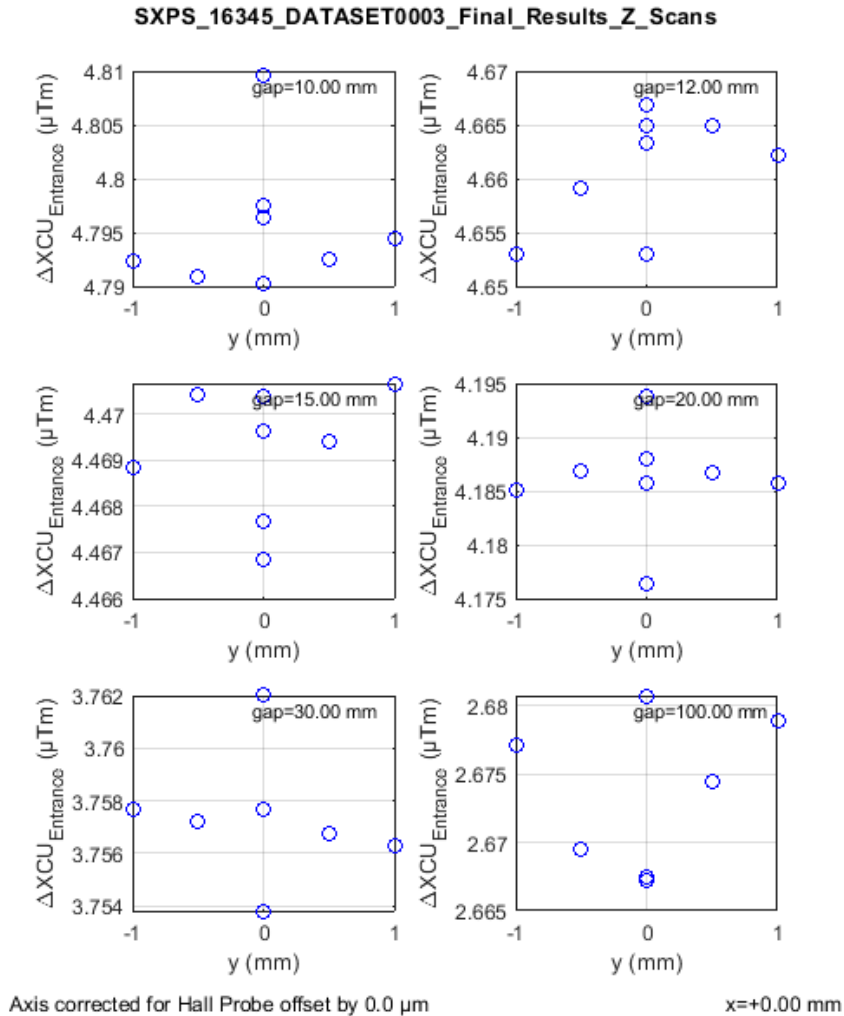 SXPS_16345_DATASET0003_Final_Results_Z_Scans
ΔXCU_Entrance (μTm)
4.81
4.805
4.8
4.795
4.79
gap=10.00 mm
-1 0 1
y (mm)
ΔXCU_Entrance (μTm)
4.67
4.665
4.66
4.655
4.65
gap=12.00 mm
-1 0 1
y (mm)
ΔXCU_Entrance (μTm)
4.47
4.469
4.468
4.467
4.466
gap=15.00 mm
-1 0 1
y (mm)
ΔXCU_Entrance (μTm)
4.195
4.19
4.185
4.18
4.175
gap=20.00 mm
-1 0 1
y (mm)
ΔXCU_Entrance (μTm)
3.762
3.76
3.758
3.756
3.754
gap=30.00 mm
-1 0 1
y (mm)
ΔXCU_Entrance (μTm)
2.68
2.675
2.67
2.665
gap=100.00 mm
-1 0 1
y (mm)
Axis corrected for Hall Probe offset by 0.0 μm
x=+0.00 mm